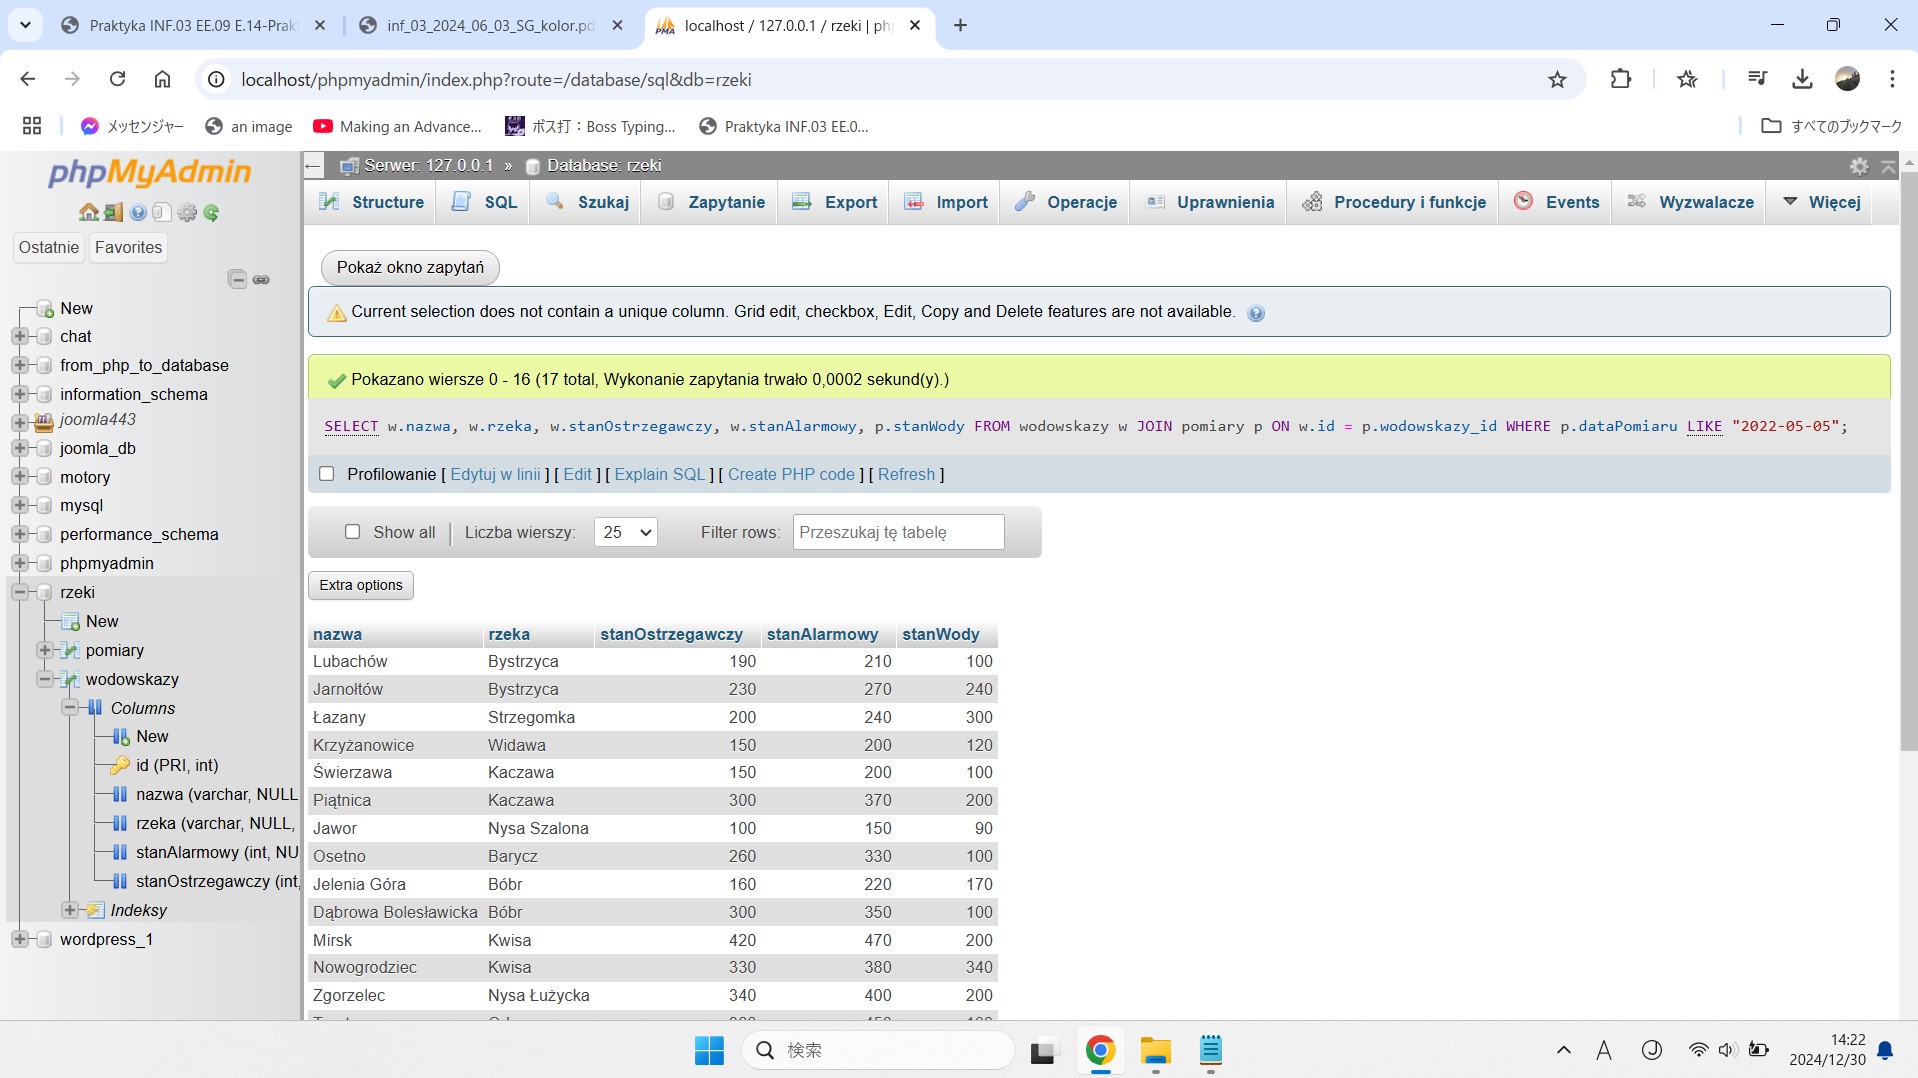 Praktyka INF.03 EE.09 E.14-Prak
inf_03_2024_06_03_SG_kolor.pd
localhost / 127.0.0.1 / rzeki | ph
localhost/phpmyadmin/index.php?route=/database/sql&db=rzeki
メッセンジャー
an image
Making an Advance...
ボス打：Boss Typing...
Praktyka INF.03 EE.0...
すべてのブックマーク
phpMyAdmin
Ostatnie
Favorites
New
chat
from_php_to_database
information_schema
joomla443
joomla_db
motory
mysql
performance_schema
phpmyadmin
rzeki
New
pomiary
wodowskazy
Columns
New
id (PRI, int)
nazwa (varchar, NULL
rzeka (varchar, NULL,
stanAlarmowy (int, NU
stanOstrzegawczy (int,
Indeksy
wordpress_1
Serwer: 127.0.0.1 » Database: rzeki
Structure SQL Szukaj Zapytanie Export Import Operacje Uprawnienia Procedury i funkcje Events Wyzwalacze Więcej
Pokaż okno zapytań
Current selection does not contain a unique column. Grid edit, checkbox, Edit, Copy and Delete features are not available.
Pokazano wiersze 0 - 16 (17 total, Wykonanie zapytania trwało 0,0002 sekund(y).)
SELECT w.nazwa, w.rzeka, w.stanOstrzegawczy, w.stanAlarmowy, p.stanWody FROM wodowskazy w JOIN pomiary p ON w.id = p.wodowskazy_id WHERE p.dataPomiaru LIKE "2022-05-05";
Profilowanie [ Edytuj w linii ] [ Edit ] [ Explain SQL ] [ Create PHP code ] [ Refresh ]
Show all Liczba wierszy: 25 Filter rows: Przeszukaj tę tabelę
Extra options
nazwa rzeka stanOstrzegawczy stanAlarmowy stanWody
Lubachów Bystrzyca 190 210 100
Jarnołtów Bystrzyca 230 270 240
Łazany Strzegomka 200 240 300
Krzyżanowice Widawa 150 200 120
Świerzawa Kaczawa 150 200 100
Piątnica Kaczawa 300 370 200
Jawor Nysa Szalona 100 150 90
Osetno Barycz 260 330 100
Jelenia Góra Bóbr 160 220 170
Dąbrowa Bolesławicka Bóbr 300 350 100
Mirsk Kwisa 420 470 200
Nowogrodziec Kwisa 330 380 340
Zgorzelec Nysa Łużycka 340 400 200
検索
14:22
2024/12/30